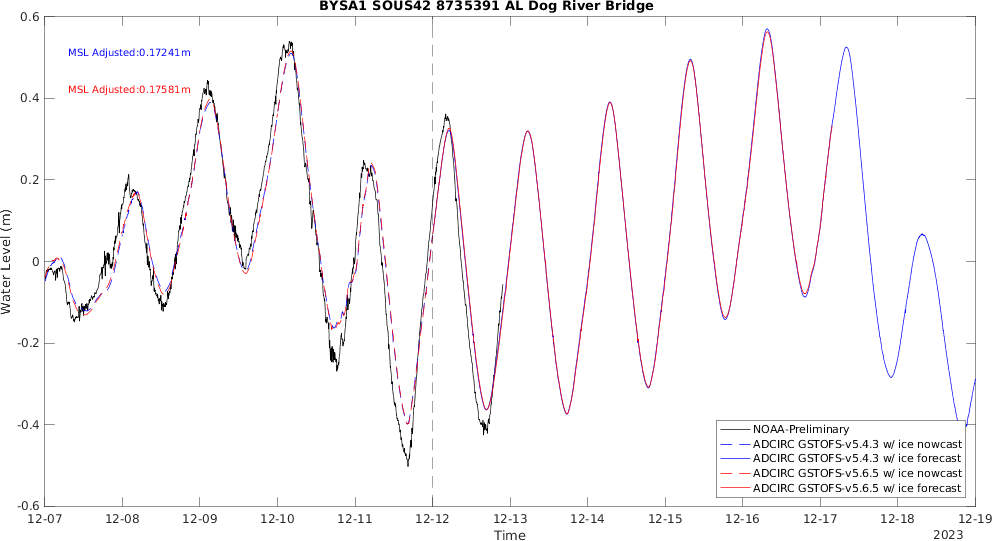 BYSA1 SOUS42 8735391 AL Dog River Bridge
0.6
0.4
0.2
0
-0.2
-0.4
-0.6
Water Level (m)
MSL Adjusted:0.17241m
MSL Adjusted:0.17581m
NOAA-Preliminary
ADCIRC GSTOFS-v5.4.3 w/ ice nowcast
ADCIRC GSTOFS-v5.4.3 w/ ice forecast
ADCIRC GSTOFS-v5.6.5 w/ ice nowcast
ADCIRC GSTOFS-v5.6.5 w/ ice forecast
12-07 12-08 12-09 12-10 12-11 12-12 12-13 12-14 12-15 12-16 12-17 12-18 12-19
Time
2023